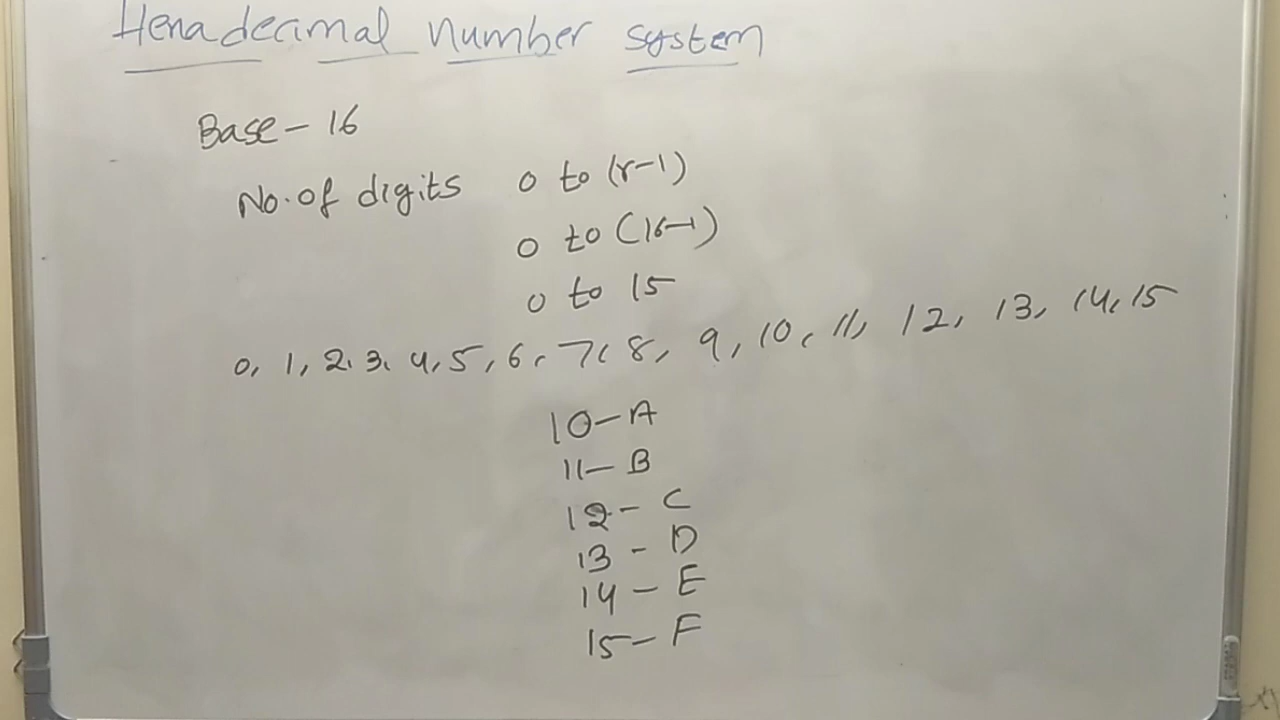 Hexadecimal number system
Base - 16
No. of digits 0 to (r-1)
0 to (16-1)
0 to 15
0, 1, 2, 3, 4, 5, 6, 7, 8, 9, 10, 11, 12, 13, 14, 15
10 - A
11 - B
12 - C
13 - D
14 - E
15 - F